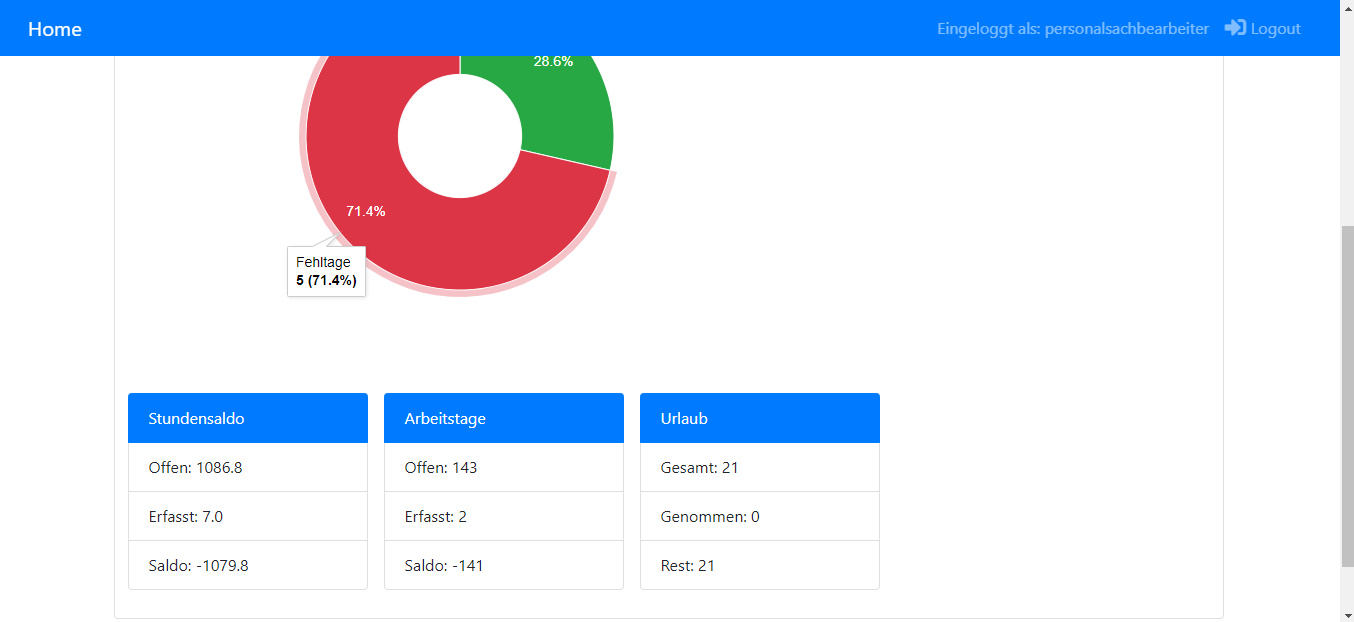 Home
Eingeloggt als: personalsachbearbeiter Logout
28.6%
71.4%
Fehltage
5 (71.4%)
Stundensaldo
Offen: 1086.8
Erfasst: 7.0
Saldo: -1079.8
Arbeitstage
Offen: 143
Erfasst: 2
Saldo: -141
Urlaub
Gesamt: 21
Genommen: 0
Rest: 21